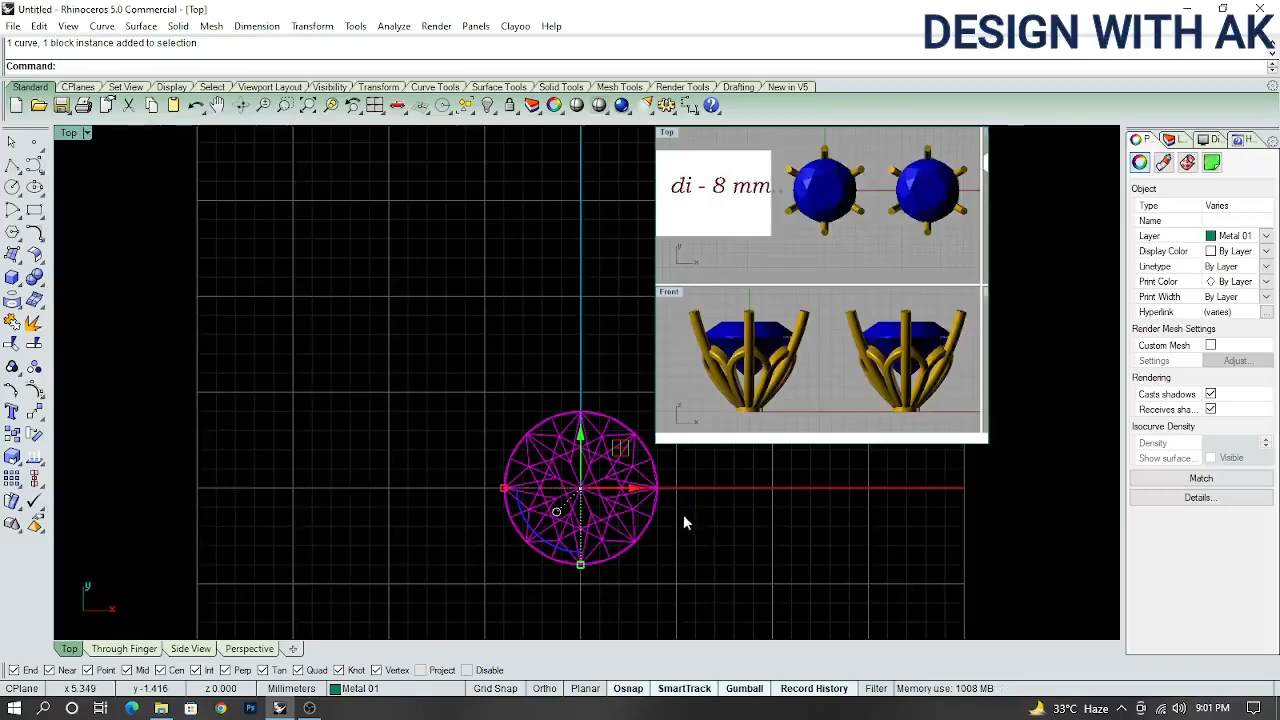 Untitled - Rhinoceros 5.0 Commercial - [Top]
DESIGN WITH AK
File Edit View Curve Surface Solid Mesh Dimension Transform Tools Analyze Render Panels Clayoo Help
1 curve, 1 block instance added to selection.
Command:
Standard CPlanes Set View Display Select Viewport Layout Visibility Transform Curve Tools Surface Tools Solid Tools Mesh Tools Render Tools Drafting New in V5
Top
Top
di - 8 mm.
y
x
Front
z
x
y
x
P... L... Di... H...
Object
Type Varies
Name
Layer Metal 01
Display Color By Layer
Linetype By Layer
Print Color By Layer
Print Width By Layer
Hyperlink (varies) ...
Render Mesh Settings
Custom Mesh
Settings Adjust...
Rendering
Casts shadows
Receives sha...
Isocurve Density
Density
Show surface... Visible
Match
Details...
Top Through Finger Side View Perspective
End Near Point Mid Cen Int Perp Tan Quad Knot Vertex Project Disable
CPlane x 5.349 y -1.416 z 0.000 Millimeters Metal 01 Grid Snap Ortho Planar Osnap SmartTrack Gumball Record History Filter Memory use: 1008 MB
Ps 33°C Haze 9:01 PM